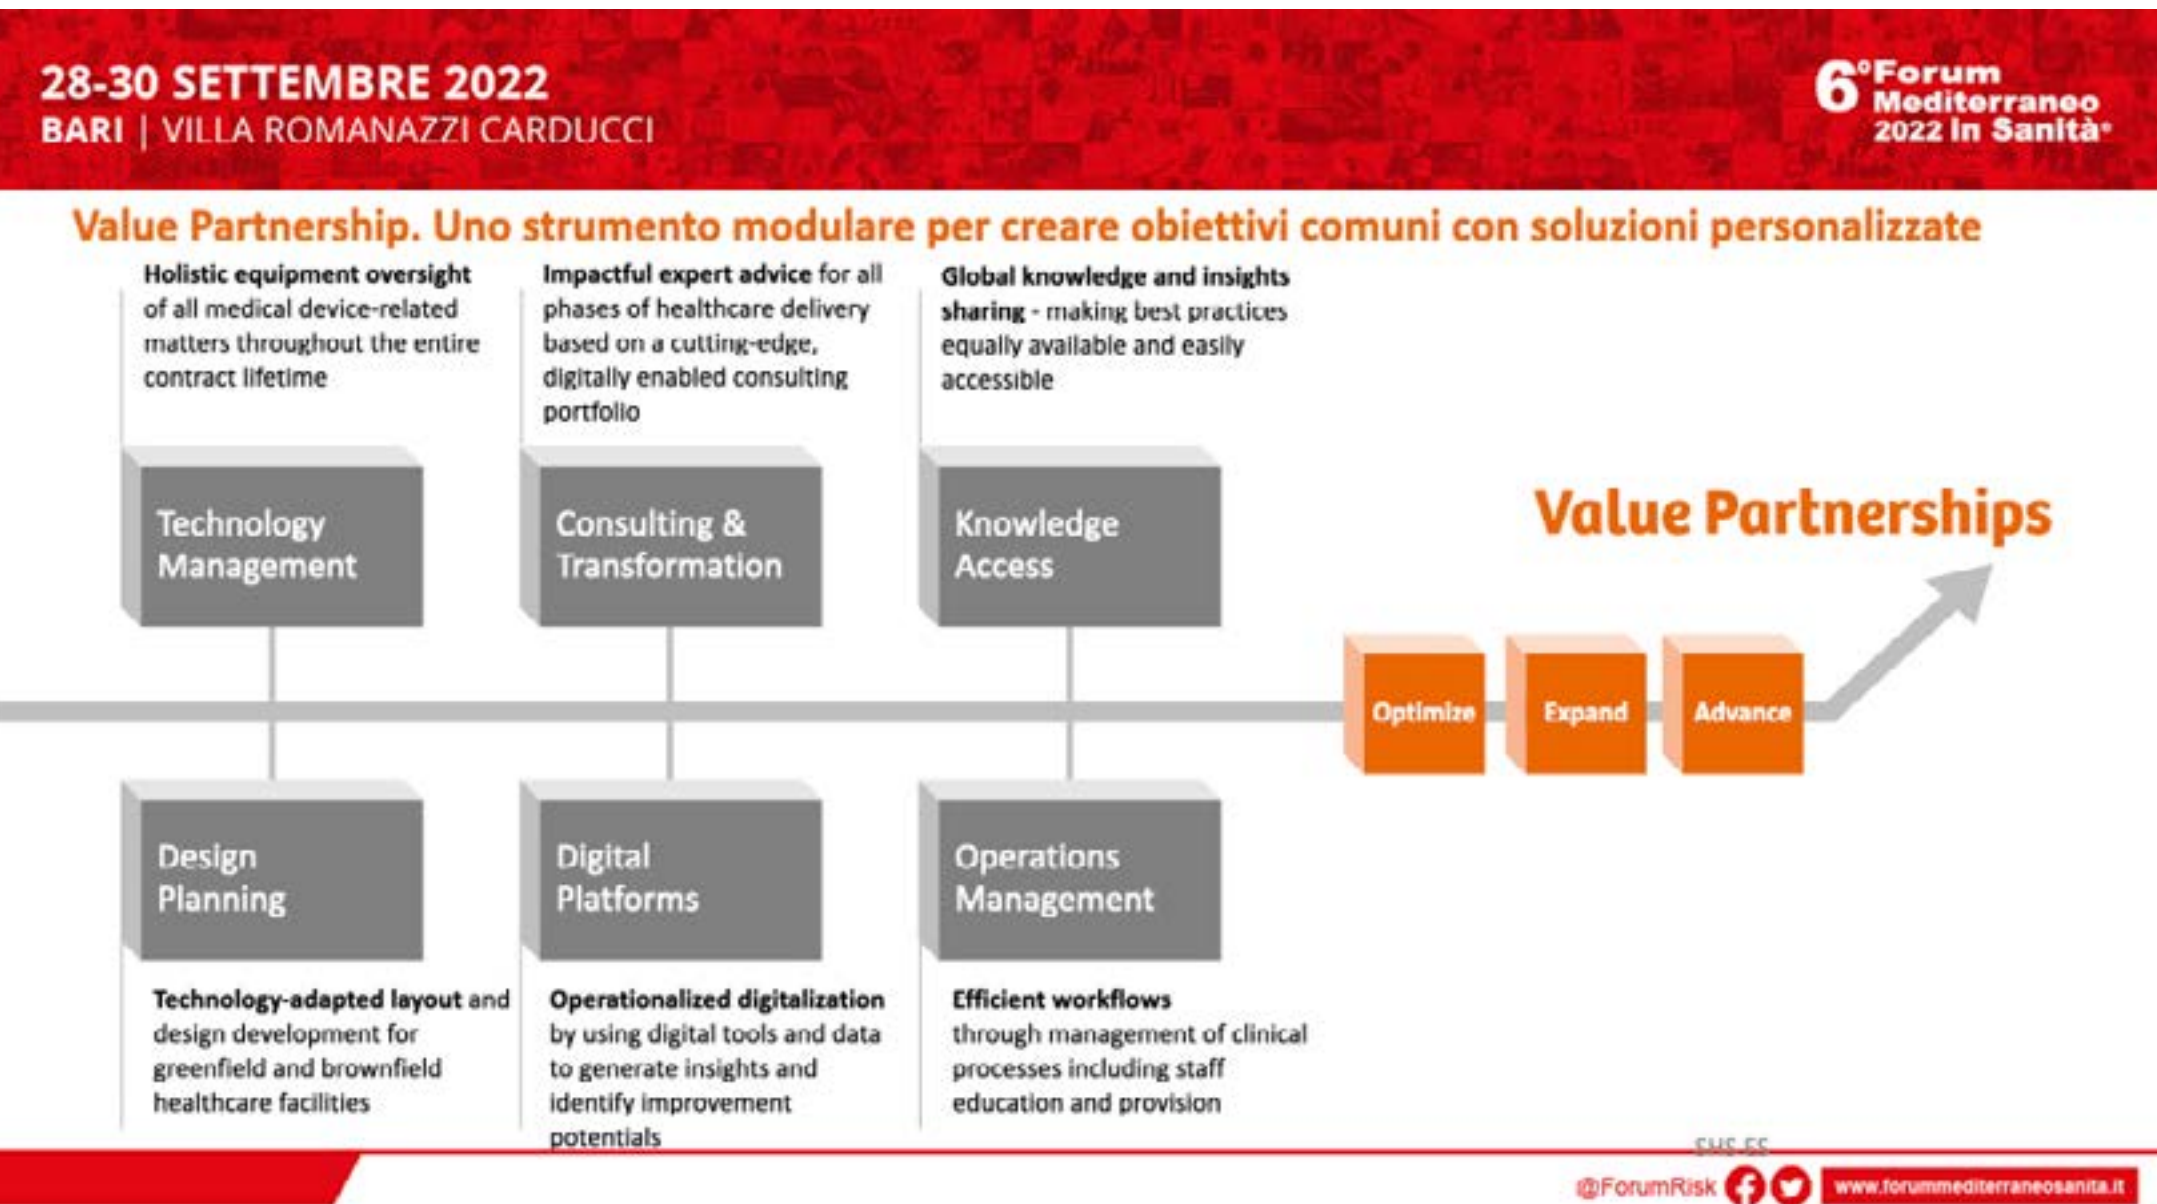 28-30 SETTEMBRE 2022
BARI | VILLA ROMANAZZI CARDUCCI
6° Forum
Mediterraneo
2022 in Sanità
Value Partnership. Uno strumento modulare per creare obiettivi comuni con soluzioni personalizzate
Holistic equipment oversight
of all medical device-related
matters throughout the entire
contract lifetime
Impactful expert advice for all
phases of healthcare delivery
based on a cutting-edge,
digitally enabled consulting
portfolio
Global knowledge and insights
sharing - making best practices
equally available and easily
accessible
Technology
Management
Consulting &
Transformation
Knowledge
Access
Value Partnerships
Optimize
Expand
Advance
Design
Planning
Digital
Platforms
Operations
Management
Technology-adapted layout and
design development for
greenfield and brownfield
healthcare facilities
Operationalized digitalization
by using digital tools and data
to generate insights and
identify improvement
potentials
Efficient workflows
through management of clinical
processes including staff
education and provision
@ForumRisk
www.forummediterraneosanita.it